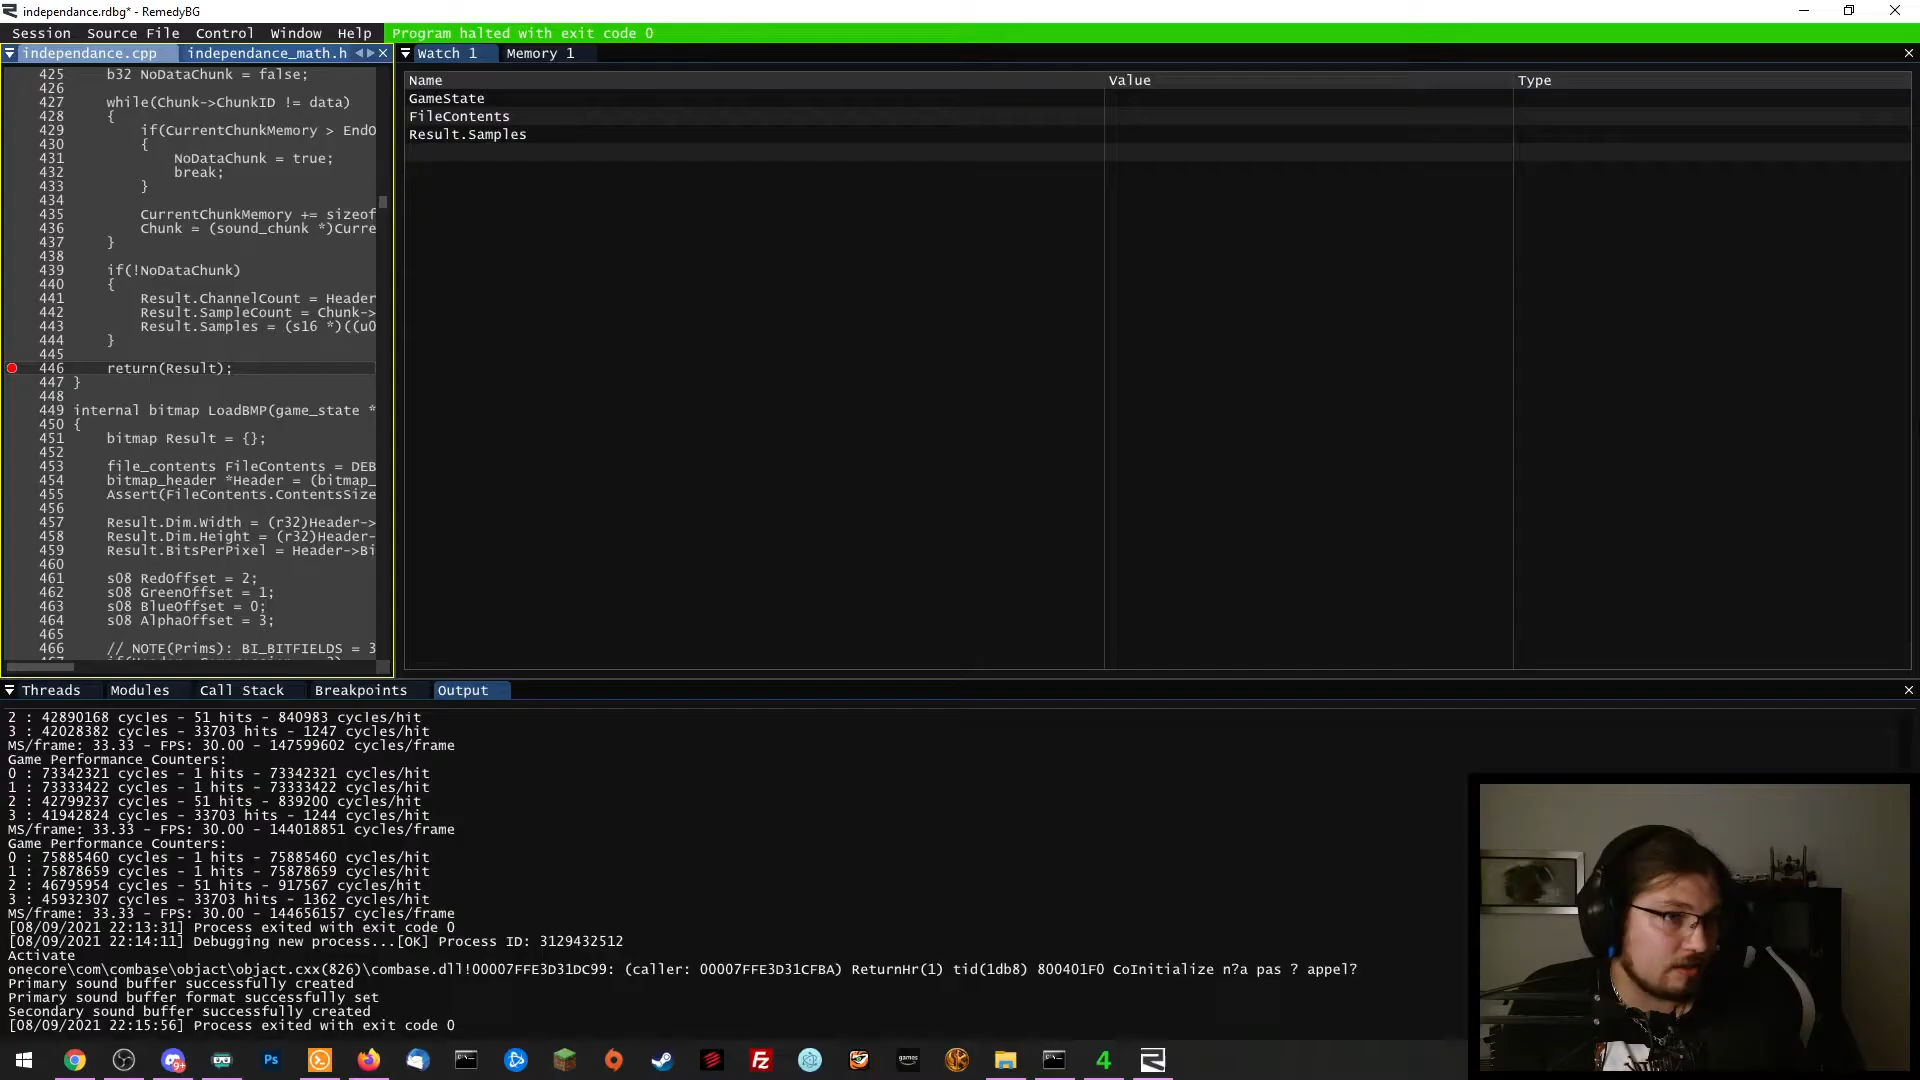 independance.rdbg* - RemedyBG
Session Source File Control Window Help Program halted with exit code 0
independance.cpp independance_math.h Watch 1 Memory 1
425 b32 NoDataChunk = false;
426
427 while(Chunk->ChunkID != data)
428 {
429 if(CurrentChunkMemory > EndO
430 {
431 NoDataChunk = true;
432 break;
433 }
434
435 CurrentChunkMemory += sizeof
436 Chunk = (sound_chunk *)Curre
437 }
438
439 if(!NoDataChunk)
440 {
441 Result.ChannelCount = Header
442 Result.SampleCount = Chunk->
443 Result.Samples = (s16 *)((u0
444 }
445
446 return(Result);
447 }
448
449 internal bitmap LoadBMP(game_state *
450 {
451 bitmap Result = {};
452
453 file_contents FileContents = DEB
454 bitmap_header *Header = (bitmap_
455 Assert(FileContents.ContentsSize
456
457 Result.Dim.Width = (r32)Header->
458 Result.Dim.Height = (r32)Header-
459 Result.BitsPerPixel = Header->Bi
460
461 s08 RedOffset = 2;
462 s08 GreenOffset = 1;
463 s08 BlueOffset = 0;
464 s08 AlphaOffset = 3;
465
466 // NOTE(Prims): BI_BITFIELDS = 3
Name Value Type
GameState
FileContents
Result.Samples
Threads Modules Call Stack Breakpoints Output
2 : 42890168 cycles - 51 hits - 840983 cycles/hit
3 : 42028382 cycles - 33703 hits - 1247 cycles/hit
MS/frame: 33.33 - FPS: 30.00 - 147599602 cycles/frame
Game Performance Counters:
0 : 73342321 cycles - 1 hits - 73342321 cycles/hit
1 : 73333422 cycles - 1 hits - 73333422 cycles/hit
2 : 42799237 cycles - 51 hits - 839200 cycles/hit
3 : 41942824 cycles - 33703 hits - 1244 cycles/hit
MS/frame: 33.33 - FPS: 30.00 - 144018851 cycles/frame
Game Performance Counters:
0 : 75885460 cycles - 1 hits - 75885460 cycles/hit
1 : 75878659 cycles - 1 hits - 75878659 cycles/hit
2 : 46795954 cycles - 51 hits - 917567 cycles/hit
3 : 45932307 cycles - 33703 hits - 1362 cycles/hit
MS/frame: 33.33 - FPS: 30.00 - 144656157 cycles/frame
[08/09/2021 22:13:31] Process exited with exit code 0
[08/09/2021 22:14:11] Debugging new process...[OK] Process ID: 3129432512
Activate
onecore\com\combase\objact\objact.cxx(826)\combase.dll!00007FFE3D31DC99: (caller: 00007FFE3D31CFBA) ReturnHr(1) tid(1db8) 800401F0 CoInitialize n?a pas ? appel?
Primary sound buffer successfully created
Primary sound buffer format successfully set
Secondary sound buffer successfully created
[08/09/2021 22:15:56] Process exited with exit code 0